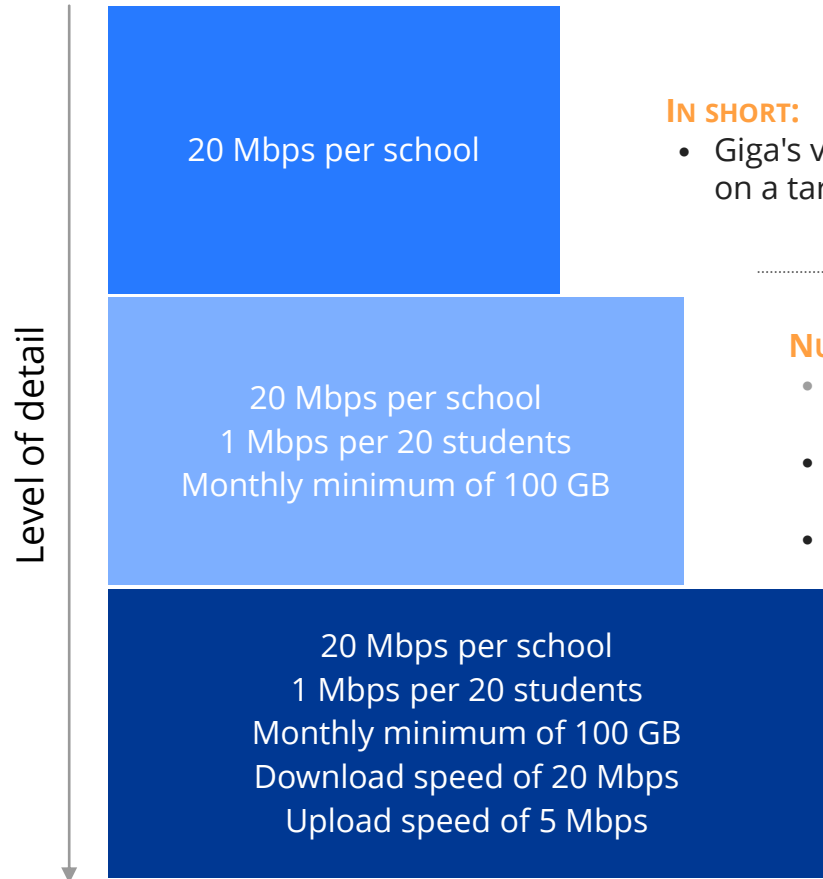 Level of detail
20 Mbps per school
IN SHORT:
• Giga's
on a
20 Mbps per school
1 Mbps per 20 students
Monthly minimum of 100 GB
20 Mbps per school
1 Mbps per 20 students
Monthly minimum of 100 GB
Download speed of 20 Mbps
Upload speed of 5 Mbps